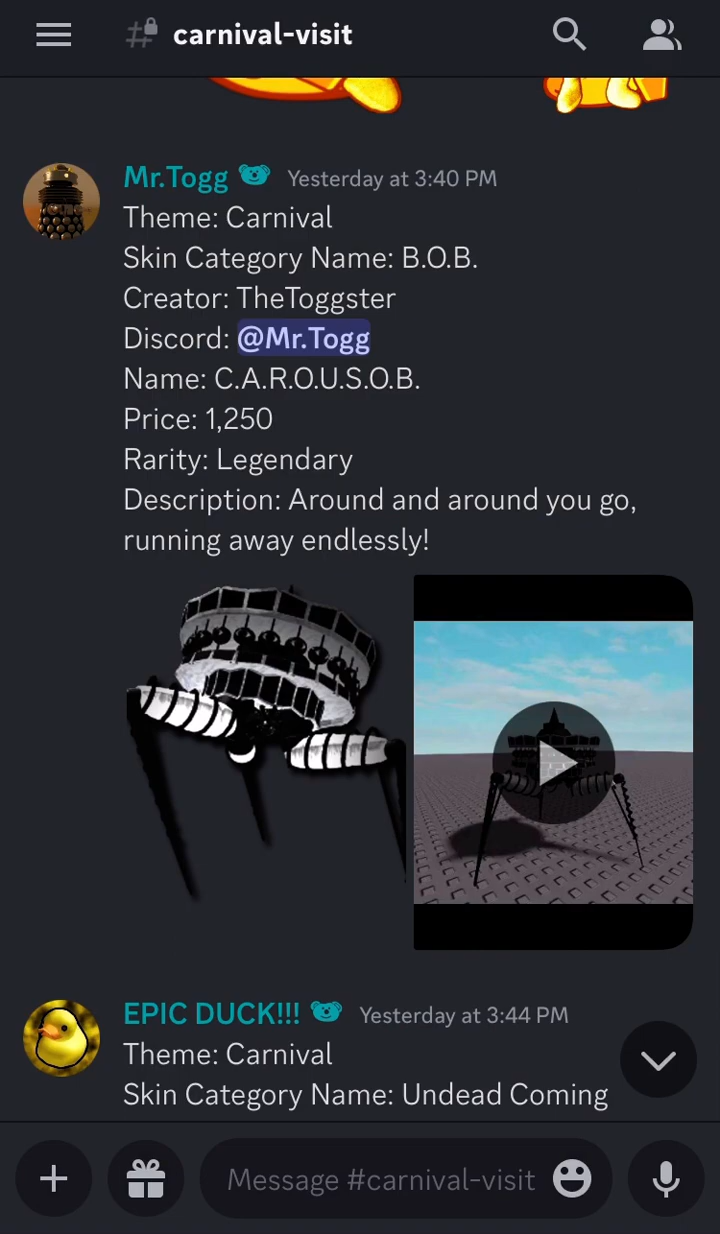 carnival-visit
Mr.Togg Yesterday at 3:40 PM
Theme: Carnival
Skin Category Name: B.O.B.
Creator: TheToggster
Discord: @Mr.Togg
Name: C.A.R.O.U.S.O.B.
Price: 1,250
Rarity: Legendary
Description: Around and around you go,
running away endlessly!
EPIC DUCK!!! Yesterday at 3:44 PM
Theme: Carnival
Skin Category Name: Undead Coming
Message #carnival-visit